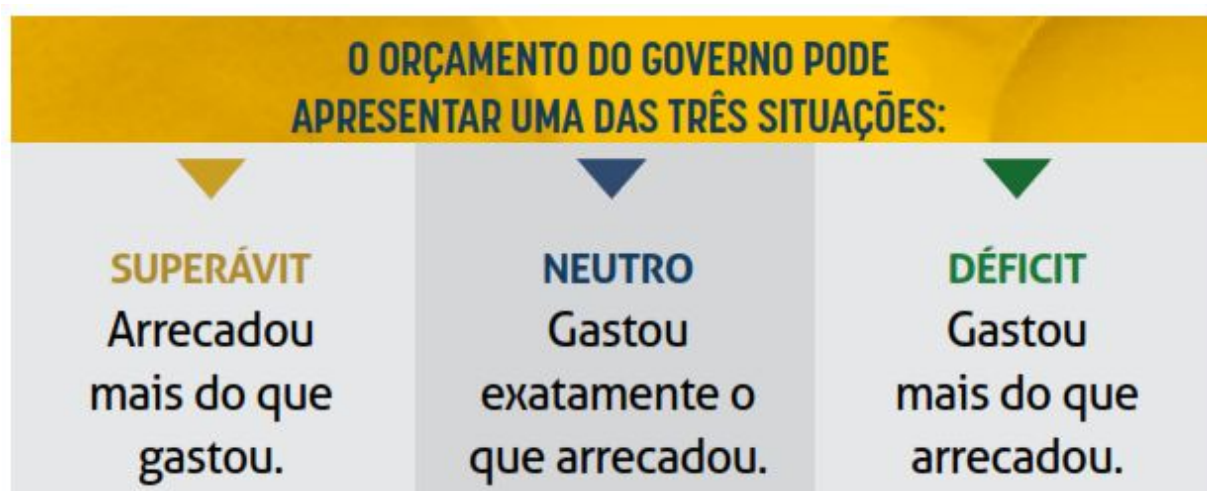 O ORÇAMENTO DO GOVERNO PODE
APRESENTAR UMA DAS TRÊS SITUAÇÕES:
SUPERÁVIT
Arrecadou
mais do que
gastou.
NEUTRO
Gastou
exatamente o
que arrecadou.
DÉFICIT
Gastou
mais do que
arrecadou.